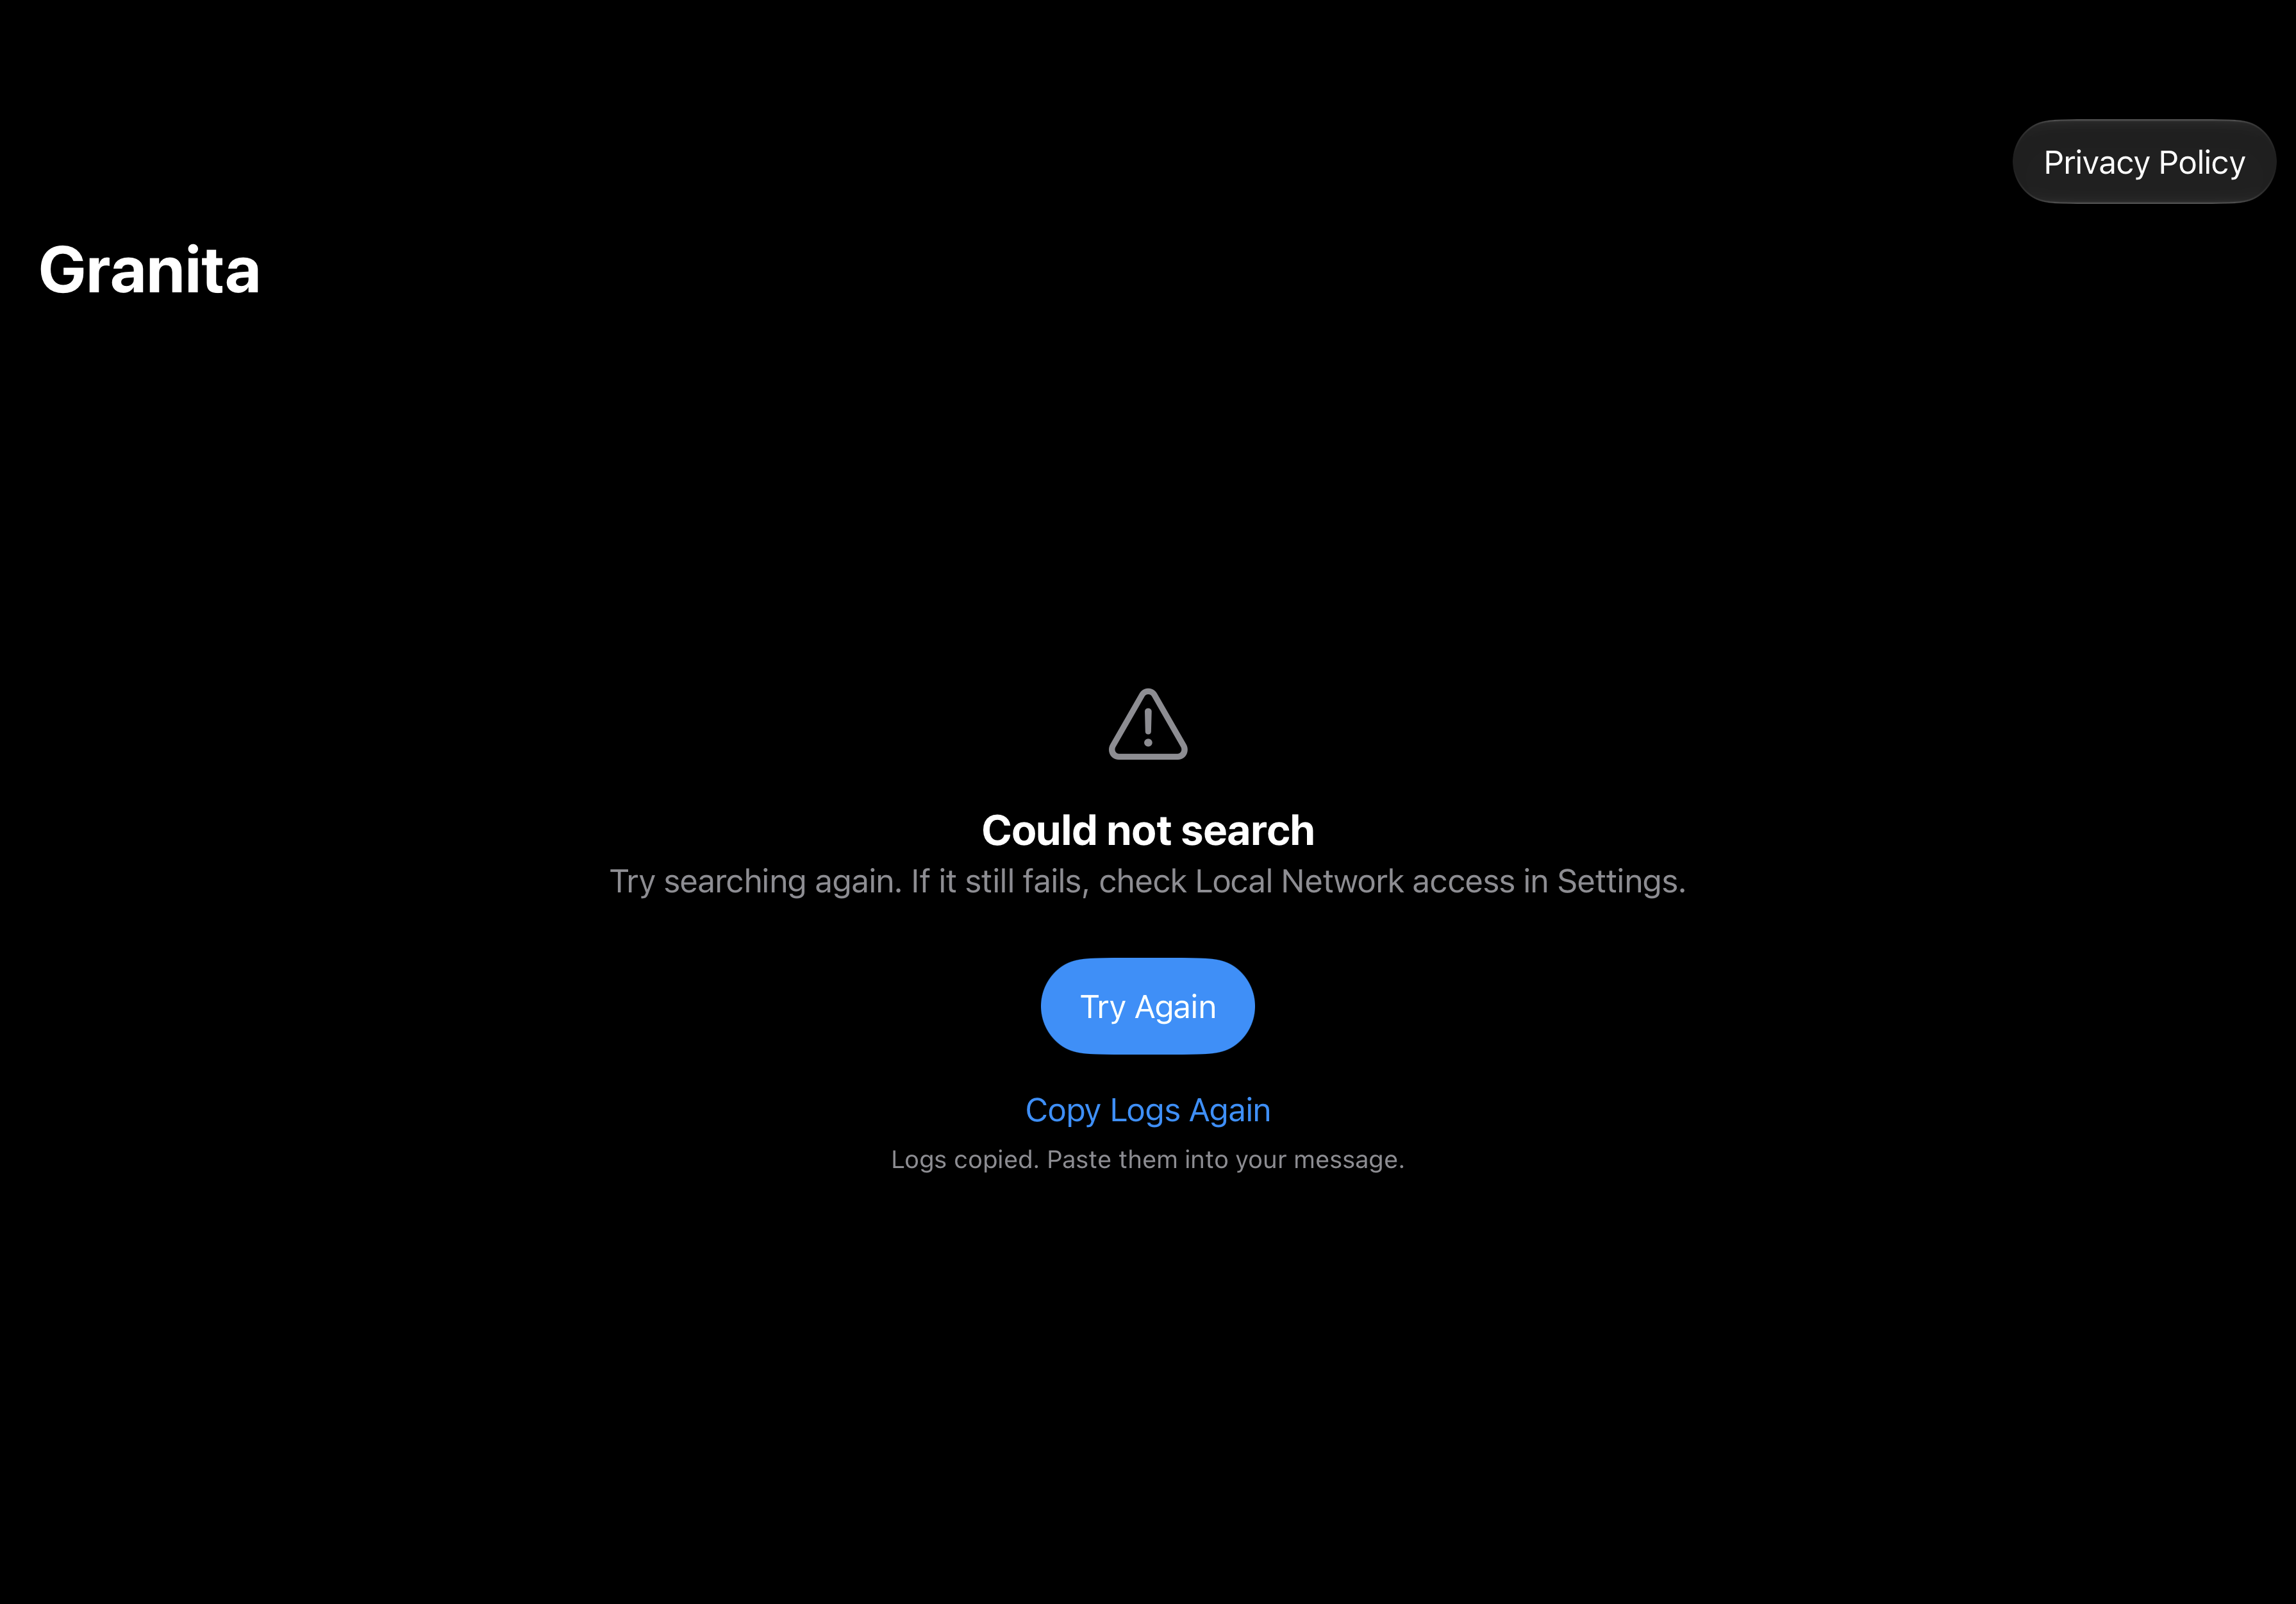 Privacy Policy
Granita
Could not search
Try searching again. If it still fails, check Local Network access in Settings.
Try Again
Copy Logs Again
Logs copied. Paste them into your message.